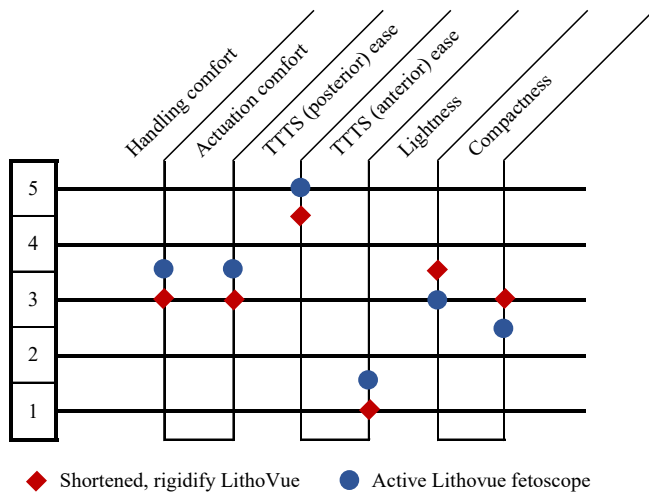 Handling comfort
Actuation comfort
TTTS (posterior) ease
TTTS (anterior) ease
Lightness
Compactness
5
4
3
2
1
Shortened, rigidify LithoVue
Active Lithovue fetoscope